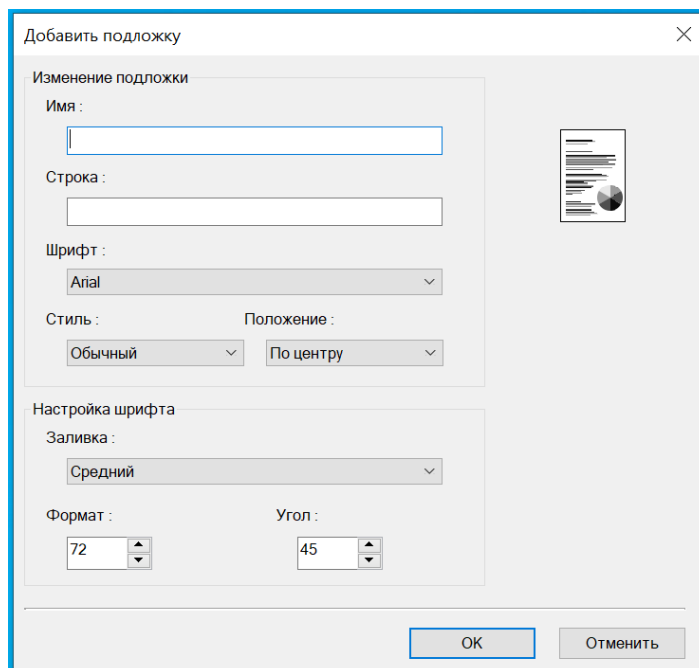 Добавить подложку
Изменение подложки
Имя :
Строка :
Шрифт :
Arial
Стиль : Положение :
Обычный По центру
Настройка шрифта
Заливка :
Средний
Формат : Угол :
72 45
OK Отменить